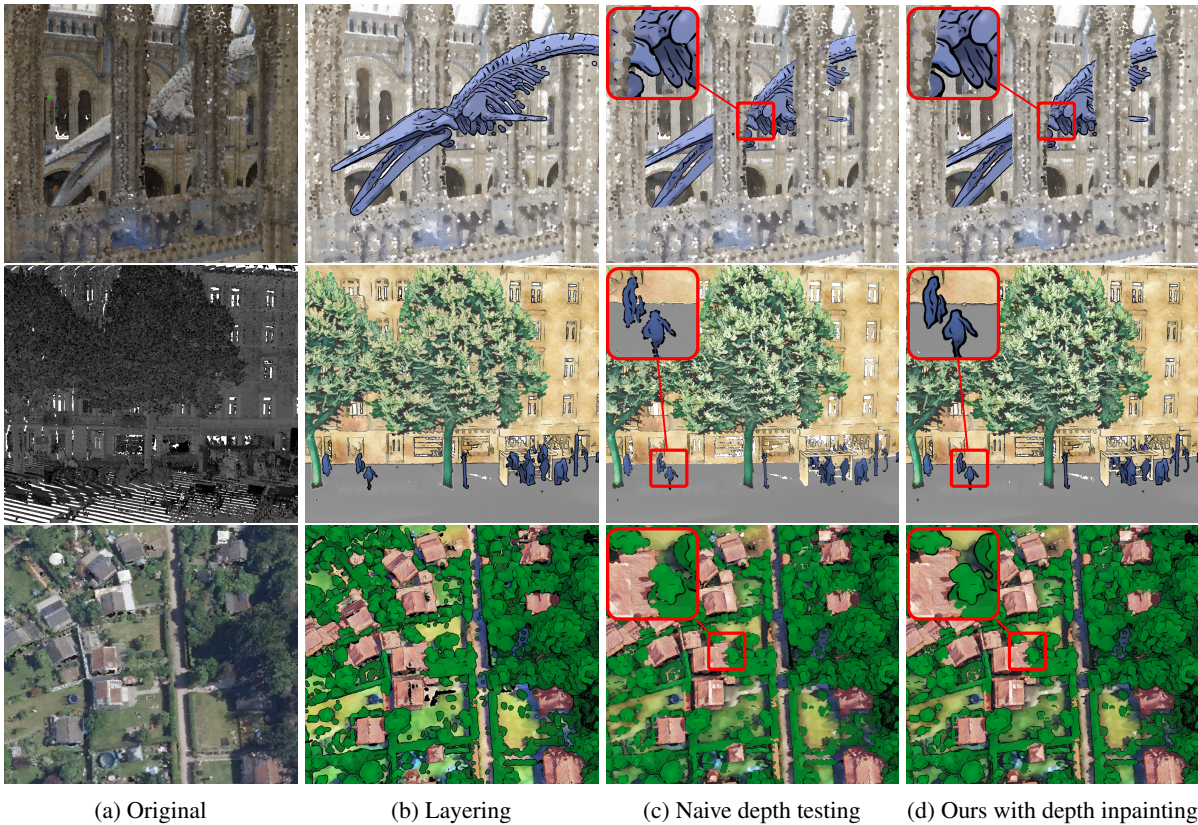 (a) Original
(b) Layering
(c) Naive depth testing
(d) Ours with depth inpainting